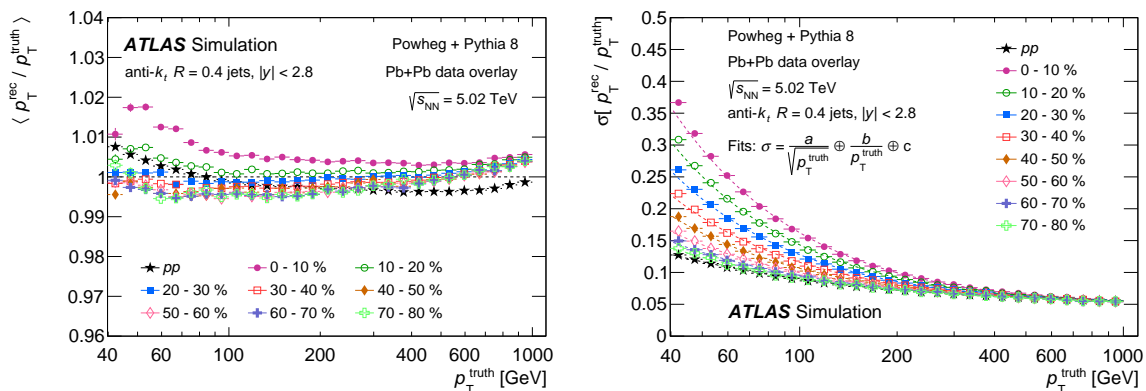 ⟨ p_T^rec / p_T^truth ⟩
1.04
1.03
1.02
1.01
1
0.99
0.98
0.97
0.96
ATLAS Simulation
Powheg + Pythia 8
anti-k_t R = 0.4 jets, |y| < 2.8
Pb+Pb data overlay
√s_NN = 5.02 TeV
pp
0 - 10 %
10 - 20 %
20 - 30 %
30 - 40 %
40 - 50 %
50 - 60 %
60 - 70 %
70 - 80 %
40
100
200
1000
p_T^truth [GeV]
σ[ p_T^rec / p_T^truth]
0.5
0.45
0.4
0.35
0.3
0.25
0.2
0.15
0.1
0.05
0
Powheg + Pythia 8
Pb+Pb data overlay
√s_NN = 5.02 TeV
anti-k_t R = 0.4 jets, |y| < 2.8
Fits: σ = a/√p_T^truth ⊕ b/p_T^truth ⊕ c
pp
0 - 10 %
10 - 20 %
20 - 30 %
30 - 40 %
40 - 50 %
50 - 60 %
60 - 70 %
70 - 80 %
ATLAS Simulation
40
100
200
1000
p_T^truth [GeV]